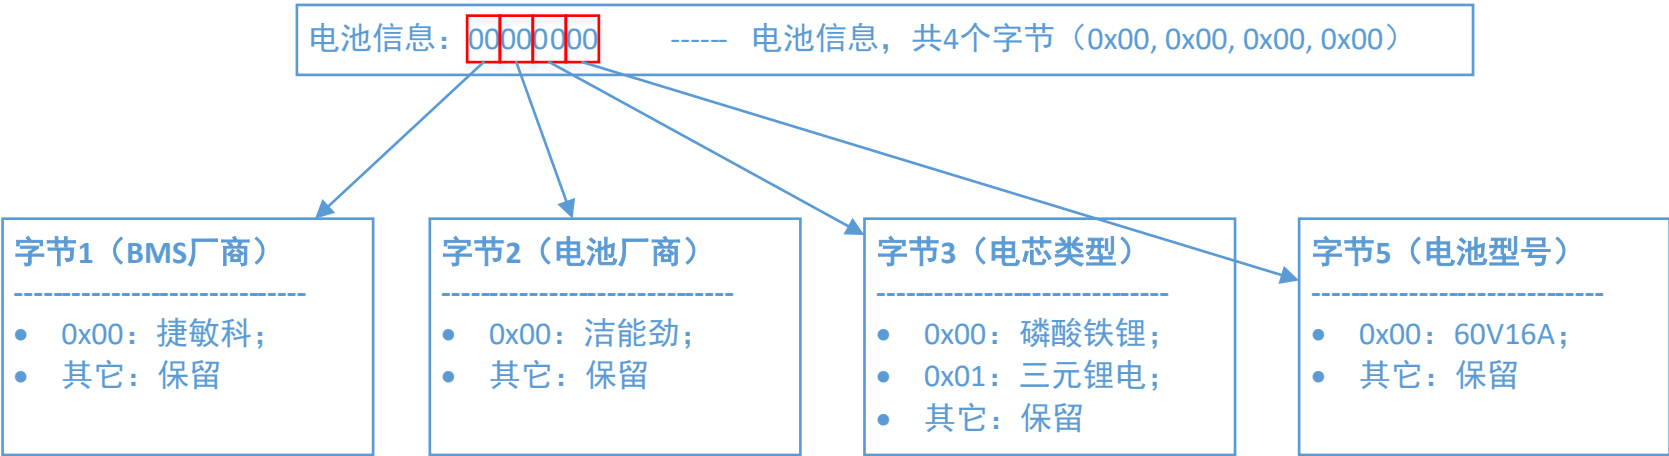 电池信息：00000000 ------ 电池信息，共4个字节（0x00, 0x00, 0x00, 0x00）
字节1（BMS厂商）
------------------------------
• 0x00：捷敏科；
• 其它：保留
字节2（电池厂商）
------------------------------
• 0x00：洁能劲；
• 其它：保留
字节3（电芯类型）
------------------------------
• 0x00：磷酸铁锂；
• 0x01：三元锂电；
• 其它：保留
字节5（电池型号）
------------------------------
• 0x00：60V16A；
• 其它：保留